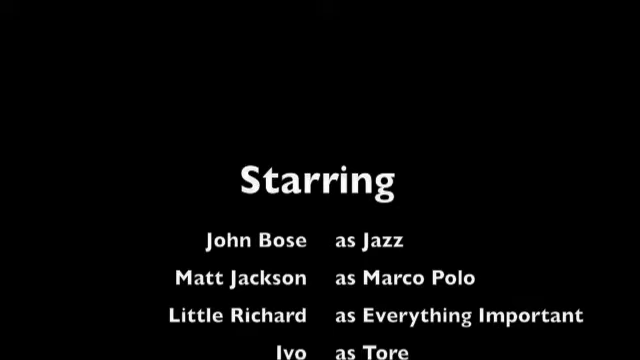 Starring
John Bose as Jazz
Matt Jackson as Marco Polo
Little Richard as Everything Important
Ivo as Tore